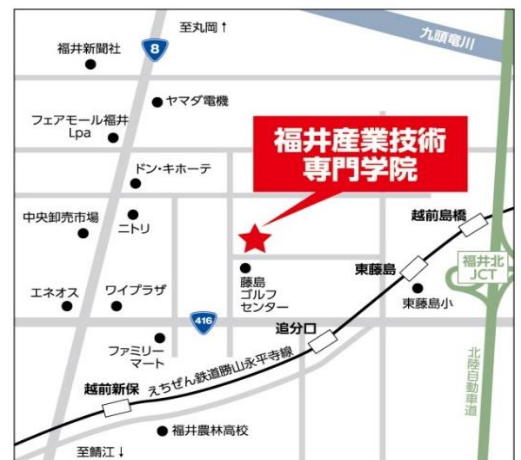 至丸岡↑
九頭竜川
8
福井新聞社
ヤマダ電機
フェアモール福井
Lpa
福井産業技術
専門学院
ドン・キホーテ
中央卸売市場
ニトリ
越前島橋
福井北
JCT
東藤島
藤島
ゴルフ
センター
東藤島小
エネオス
ワイプラザ
416
追分口
ファミリー
マート
えちぜん鉄道勝山永平寺線
北陸自動車道
越前新保
福井農林高校
至鯖江↓